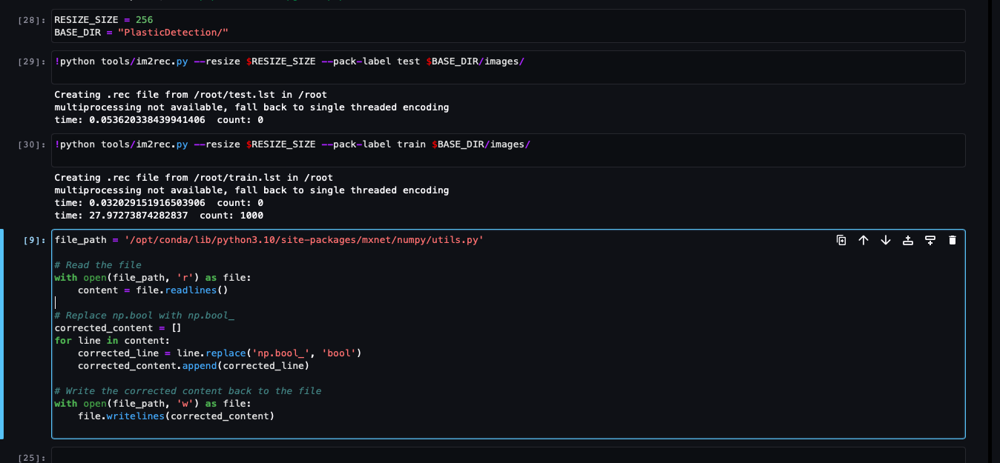 [28]: RESIZE_SIZE = 256
BASE_DIR = "PlasticDetection/"
[29]: !python tools/im2rec.py --resize $RESIZE_SIZE --pack-label test $BASE_DIR/images/
Creating .rec file from /root/test.lst in /root
multiprocessing not available, fall back to single threaded encoding
time: 0.053620338439941406  count: 0
[30]: !python tools/im2rec.py --resize $RESIZE_SIZE --pack-label train $BASE_DIR/images/
Creating .rec file from /root/train.lst in /root
multiprocessing not available, fall back to single threaded encoding
time: 0.032029151916503906  count: 0
time: 27.97273874282837  count: 1000
[9]: file_path = '/opt/conda/lib/python3.10/site-packages/mxnet/numpy/utils.py'
# Read the file
with open(file_path, 'r') as file:
    content = file.readlines()
# Replace np.bool with np.bool_
corrected_content = []
for line in content:
    corrected_line = line.replace('np.bool_', 'bool')
    corrected_content.append(corrected_line)
# Write the corrected content back to the file
with open(file_path, 'w') as file:
    file.writelines(corrected_content)
[25]: